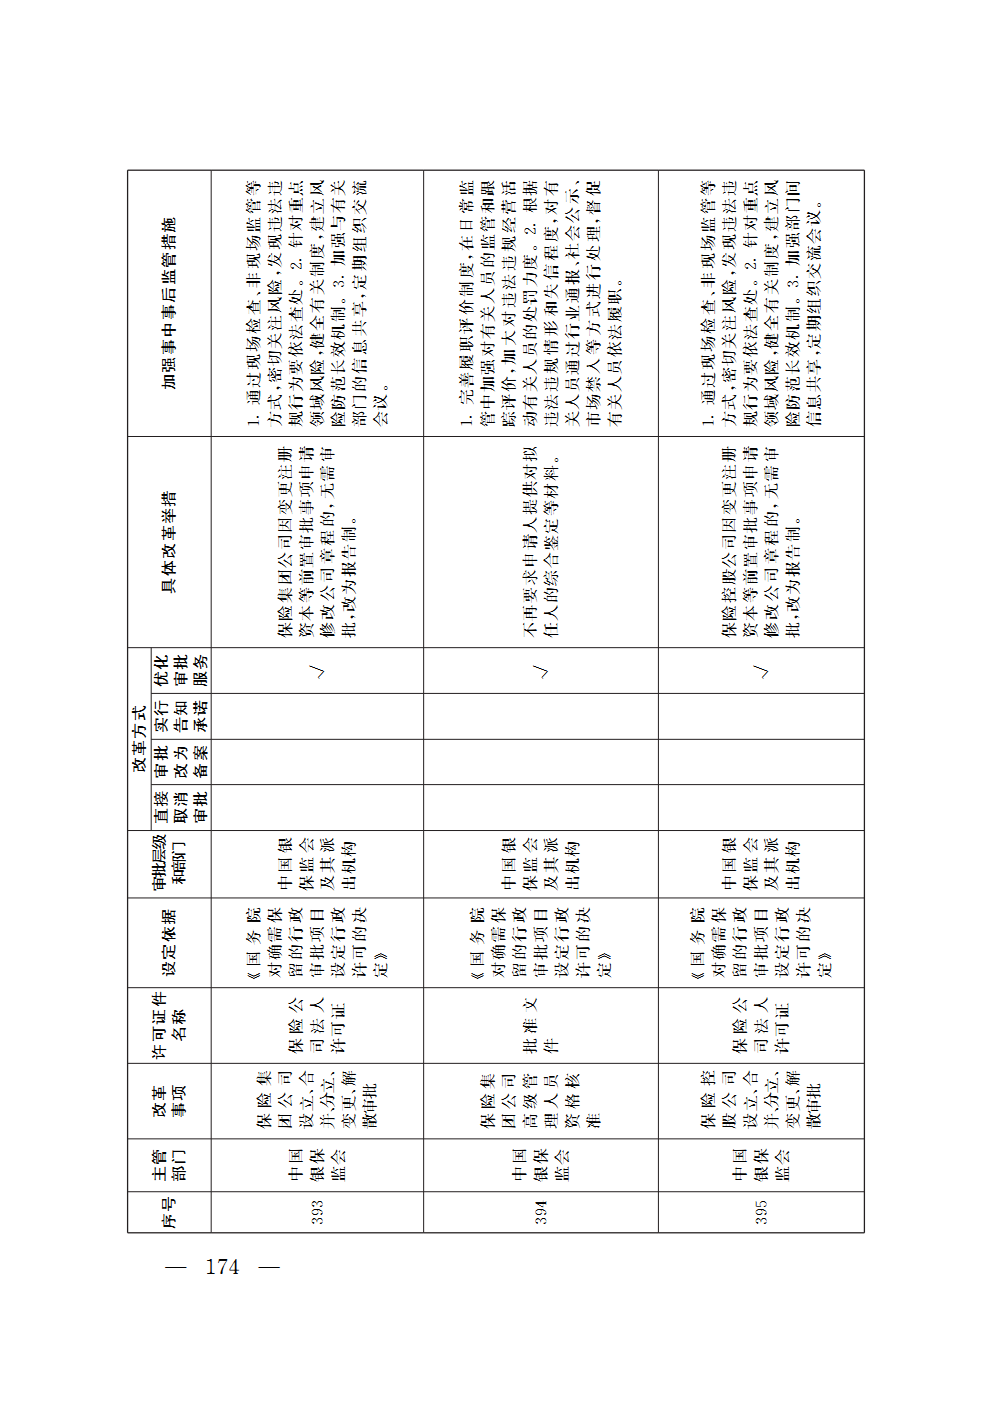 序号
主管
部门
改革
事项
许可证件
名称
设定依据
审批层级
和部门
改革方式
直接
取消
审批
审批
改为
备案
实行
告知
承诺
优化
审批
服务
具体改革举措
加强事中事后监管措施
393
中国
银保
监会
保险集
团公司
设立、合
并、分立、
变更、解
散审批
保险公
司法人
许可证
《国务院
对确需保
留的行政
审批项目
设定行政
许可的决
定》
中国银
保监会
及其派
出机构
√
保险集团公司因变更注册
资本等前置审批事项申请
修改公司章程的,无需审
批,改为报告制。
1. 通过现场检查、非现场监管等
方式,密切关注风险,发现违法违
规行为要依法查处。2. 针对重点
领域风险,健全有关制度,建立风
险防范长效机制。3. 加强与有关
部门的信息共享,定期组织交流
会议。
394
中国
银保
监会
保险集
团公司
高级管
理人员
资格核
准
批准文
件
《国务院
对确需保
留的行政
审批项目
设定行政
许可的决
定》
中国银
保监会
及其派
出机构
√
不再要求申请人提供对拟
任人的综合鉴定等材料。
1. 完善履职评价制度,在日常监
管中加强对有关人员的监管和跟
踪评价,加大对违法违规经营活
动有关人员的处罚力度。2. 根据
违法违规情形和失信程度,对有
关人员通过行业通报、社会公示、
市场禁入等方式进行处理,督促
有关人员依法履职。
395
中国
银保
监会
保险控
股公司
设立、合
并、分立、
变更、解
散审批
保险公
司法人
许可证
《国务院
对确需保
留的行政
审批项目
设定行政
许可的决
定》
中国银
保监会
及其派
出机构
√
保险控股公司因变更注册
资本等前置审批事项申请
修改公司章程的,无需审
批,改为报告制。
1. 通过现场检查、非现场监管等
方式,密切关注风险,发现违法违
规行为要依法查处。2. 针对重点
领域风险,健全有关制度,建立风
险防范长效机制。3. 加强部门间
信息共享,定期组织交流会议。
— 174 —